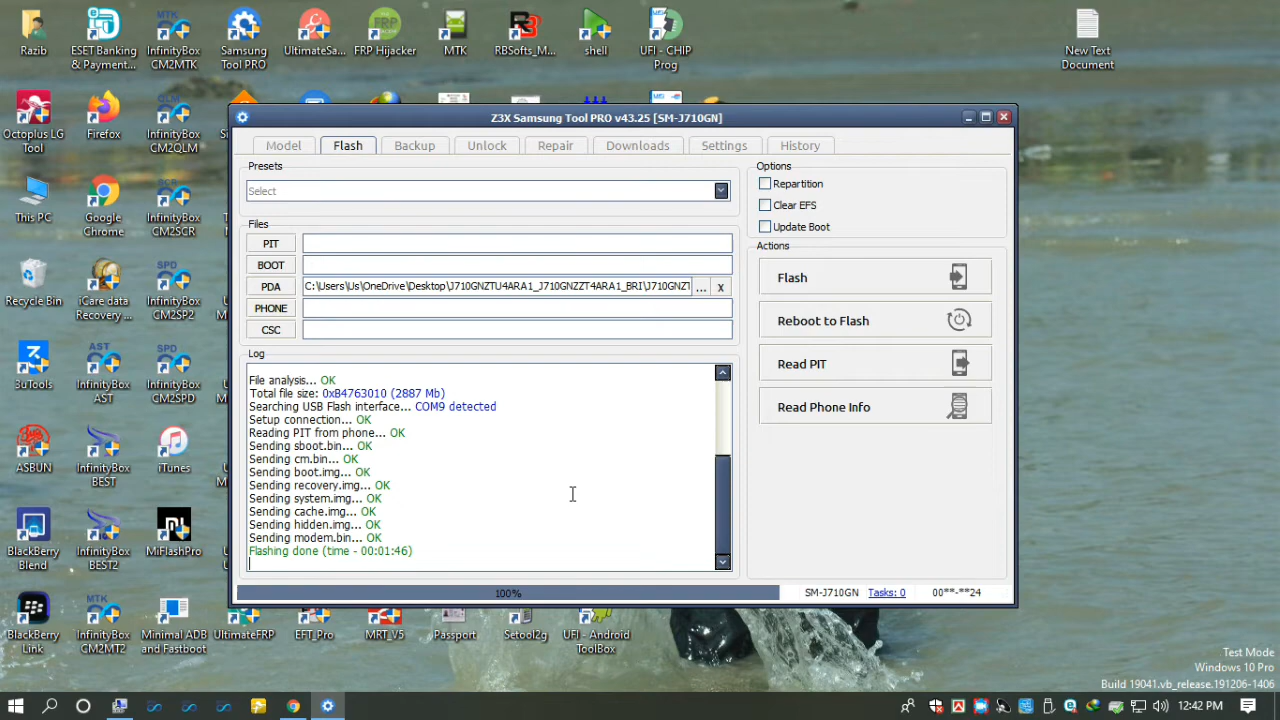 Razib
ESET Banking
& Payment...
InfinityBox
CM2MTK
Samsung
Tool PRO
UltimateSa...
FRP Hijacker
MTK
RBSofts_M...
shell
UFI - CHIP
Prog
New Text
Document
Octoplus LG
Tool
Firefox
InfinityBox
CM2QLM
This PC
Google
Chrome
InfinityBox
CM2SCR
Recycle Bin
iCare data
Recovery ...
InfinityBox
CM2SP2
3uTools
InfinityBox
AST
InfinityBox
CM2SPD
ASBUN
InfinityBox
BEST
iTunes
BlackBerry
Blend
InfinityBox
BEST2
MiFlashPro
BlackBerry
Link
InfinityBox
CM2MT2
Minimal ADB
and Fastboot
UltimateFRP
EFT_Pro
MRT_V5
Passport
Setool2g
UFI - Android
ToolBox
Z3X Samsung Tool PRO v43.25 [SM-J710GN]
Model Flash Backup Unlock Repair Downloads Settings History
Presets
Select
Files
PIT
BOOT
PDA C:\Users\Us\OneDrive\Desktop\J710GNZTU4ARA1_J710GNZZT4ARA1_BRI\J710GNZT ... x
PHONE
CSC
Options
Repartition
Clear EFS
Update Boot
Actions
Flash
Reboot to Flash
Read PIT
Read Phone Info
Log
File analysis... OK
Total file size: 0xB4763010 (2887 Mb)
Searching USB Flash interface... COM9 detected
Setup connection... OK
Reading PIT from phone... OK
Sending sboot.bin... OK
Sending cm.bin... OK
Sending boot.img... OK
Sending recovery.img... OK
Sending system.img... OK
Sending cache.img... OK
Sending hidden.img... OK
Sending modem.bin... OK
Flashing done (time - 00:01:46)
100% SM-J710GN Tasks: 0 00**-**24
Test Mode
Windows 10 Pro
Build 19041.vb_release.191206-1406
12:42 PM